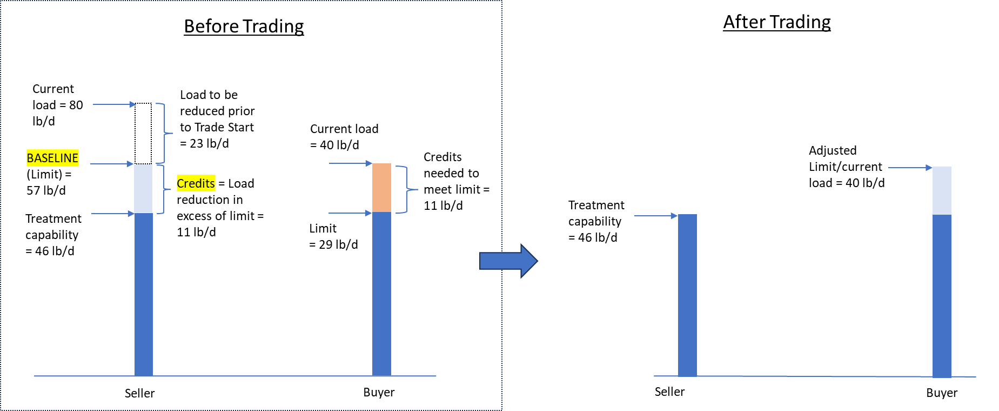 Before Trading
Current
load = 80
lb/d
Load to be
reduced prior
to Trade Start
= 23 lb/d
BASELINE
(Limit) =
57 lb/d
Credits = Load
reduction in
excess of limit =
11 lb/d
Treatment
capability
= 46 lb/d
Current load
= 40 lb/d
Credits
needed to
meet limit =
11 lb/d
Limit
= 29 lb/d
Seller
Buyer
After Trading
Treatment
capability
= 46 lb/d
Adjusted
Limit/current
load = 40 lb/d
Seller
Buyer